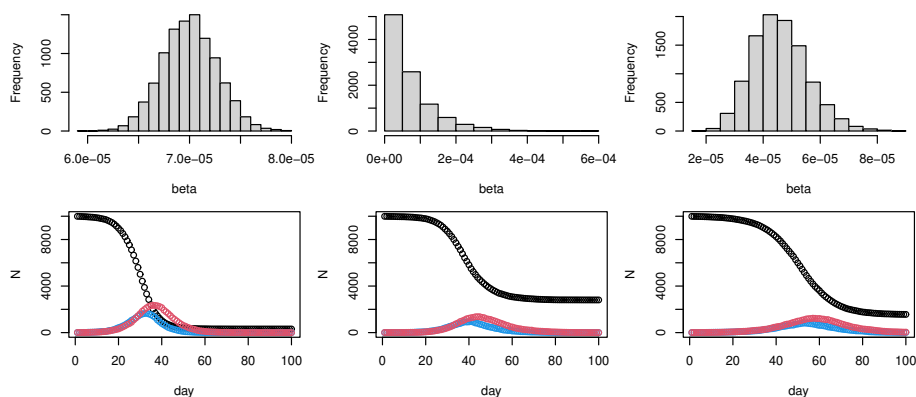 Frequency
0 500 1000
6.0e−05 7.0e−05 8.0e−05
beta
Frequency
0 2000 4000
0e+00 2e−04 4e−04 6e−04
beta
Frequency
0 500 1500
2e−05 4e−05 6e−05 8e−05
beta
N
0 4000 8000
0 20 40 60 80 100
day
N
0 4000 8000
0 20 40 60 80 100
day
N
0 4000 8000
0 20 40 60 80 100
day